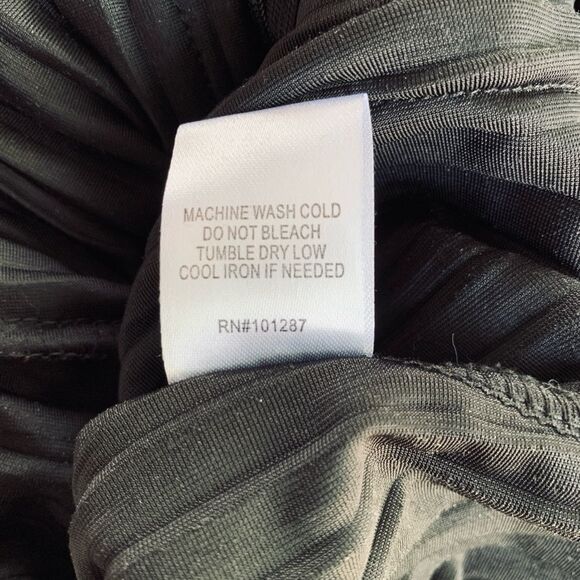 MACHINE WASH COLD
DO NOT BLEACH
TUMBLE DRY LOW
COOL IRON IF NEEDED
RN#101287